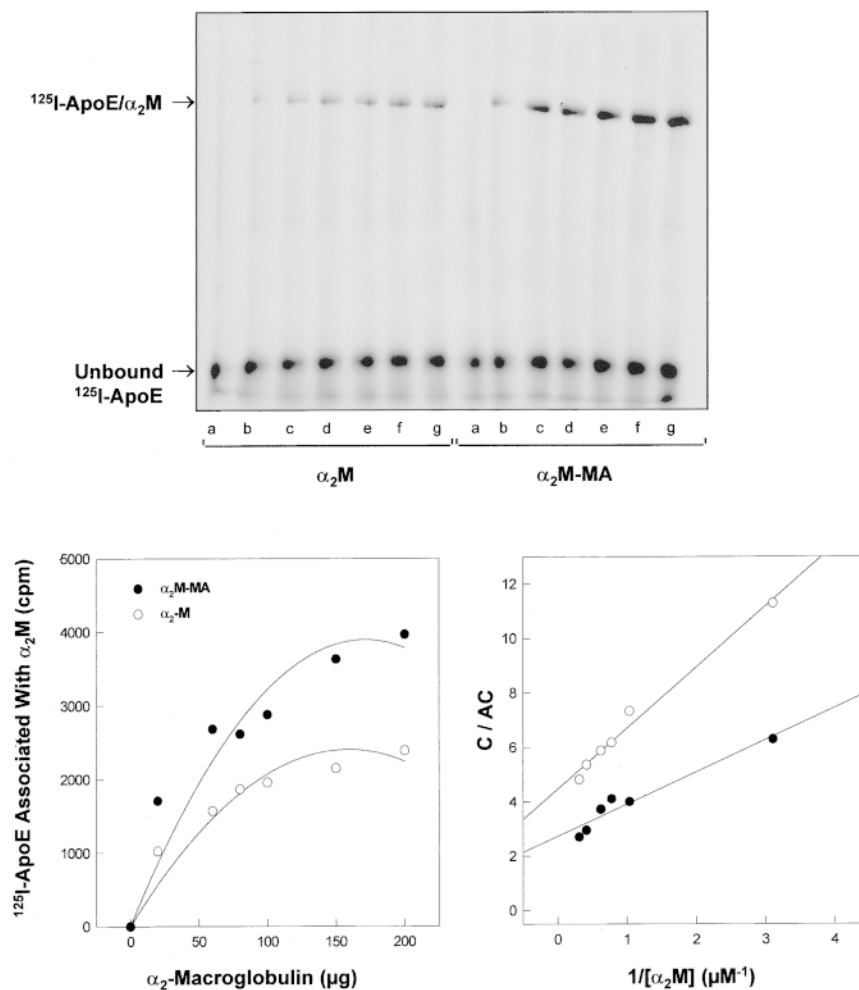 ¹²⁵I-ApoE/α₂M →
Unbound →
¹²⁵I-ApoE
a b c d e f g a b c d e f g
α₂M α₂M-MA
¹²⁵I-ApoE Associated With α₂M (cpm)
5000
4000
3000
2000
1000
0
α₂M-MA
α₂-M
0 50 100 150 200
α₂-Macroglobulin (µg)
C / AC
12
10
8
6
4
2
0
0 1 2 3 4
1/[α₂M] (µM⁻¹)